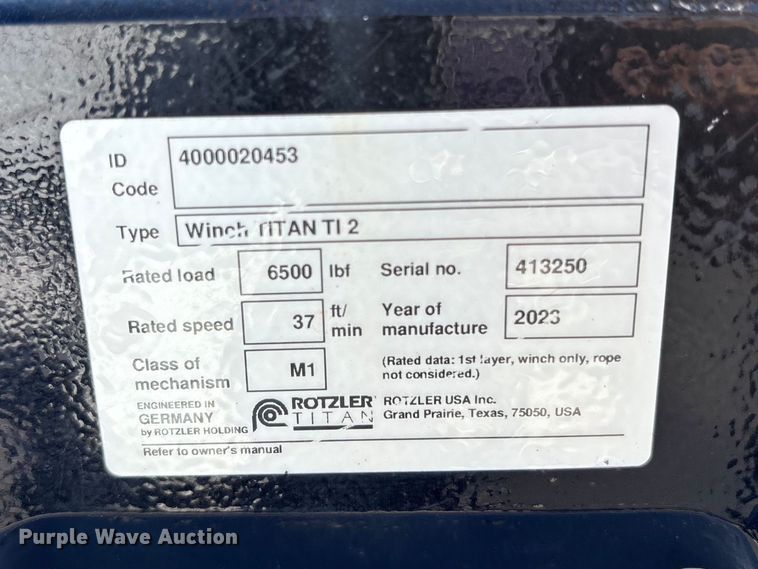 ID
Code
4000020453
Type
Winch TITAN TI 2
Rated load 6500 lbf
Serial no. 413250
Rated speed 37 ft/min
Year of manufacture 2023
Class of mechanism M1
(Rated data: 1st layer, winch only, rope
not considered.)
ENGINEERED IN
GERMANY
by ROTZLER HOLDING
ROTZLER
TITAN
ROTZLER USA Inc.
Grand Prairie, Texas, 75050, USA
Refer to owner's manual
Purple Wave Auction